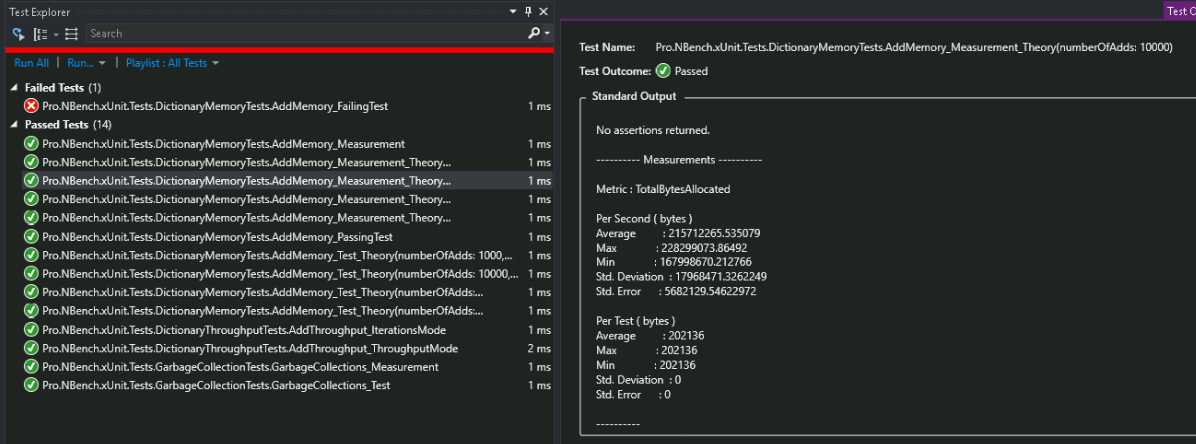 Test Explorer
Search
Run All | Run... | Playlist : All Tests
Failed Tests (1)
Pro.NBench.xUnit.Tests.DictionaryMemoryTests.AddMemory_FailingTest 1 ms
Passed Tests (14)
Pro.NBench.xUnit.Tests.DictionaryMemoryTests.AddMemory_Measurement 1 ms
Pro.NBench.xUnit.Tests.DictionaryMemoryTests.AddMemory_Measurement_Theory... 1 ms
Pro.NBench.xUnit.Tests.DictionaryMemoryTests.AddMemory_Measurement_Theory... 1 ms
Pro.NBench.xUnit.Tests.DictionaryMemoryTests.AddMemory_Measurement_Theory... 1 ms
Pro.NBench.xUnit.Tests.DictionaryMemoryTests.AddMemory_Measurement_Theory... 1 ms
Pro.NBench.xUnit.Tests.DictionaryMemoryTests.AddMemory_PassingTest 1 ms
Pro.NBench.xUnit.Tests.DictionaryMemoryTests.AddMemory_Test_Theory(numberOfAdds: 1000,... 1 ms
Pro.NBench.xUnit.Tests.DictionaryMemoryTests.AddMemory_Test_Theory(numberOfAdds: 10000,... 1 ms
Pro.NBench.xUnit.Tests.DictionaryMemoryTests.AddMemory_Test_Theory(numberOfAdds:... 1 ms
Pro.NBench.xUnit.Tests.DictionaryMemoryTests.AddMemory_Test_Theory(numberOfAdds:... 1 ms
Pro.NBench.xUnit.Tests.DictionaryThroughputTests.AddThroughput_IterationsMode 1 ms
Pro.NBench.xUnit.Tests.DictionaryThroughputTests.AddThroughput_ThroughputMode 2 ms
Pro.NBench.xUnit.Tests.GarbageCollectionTests.GarbageCollections_Measurement 1 ms
Pro.NBench.xUnit.Tests.GarbageCollectionTests.GarbageCollections_Test 1 ms
Test O
Test Name: Pro.NBench.xUnit.Tests.DictionaryMemoryTests.AddMemory_Measurement_Theory(numberOfAdds: 10000)
Test Outcome: Passed
Standard Output
No assertions returned.
---------- Measurements ----------
Metric : TotalBytesAllocated
Per Second ( bytes )
Average : 215712265.535079
Max : 228299073.86492
Min : 167998670.212766
Std. Deviation : 17968471.3262249
Std. Error : 5682129.54622972
Per Test ( bytes )
Average : 202136
Max : 202136
Min : 202136
Std. Deviation : 0
Std. Error : 0
----------